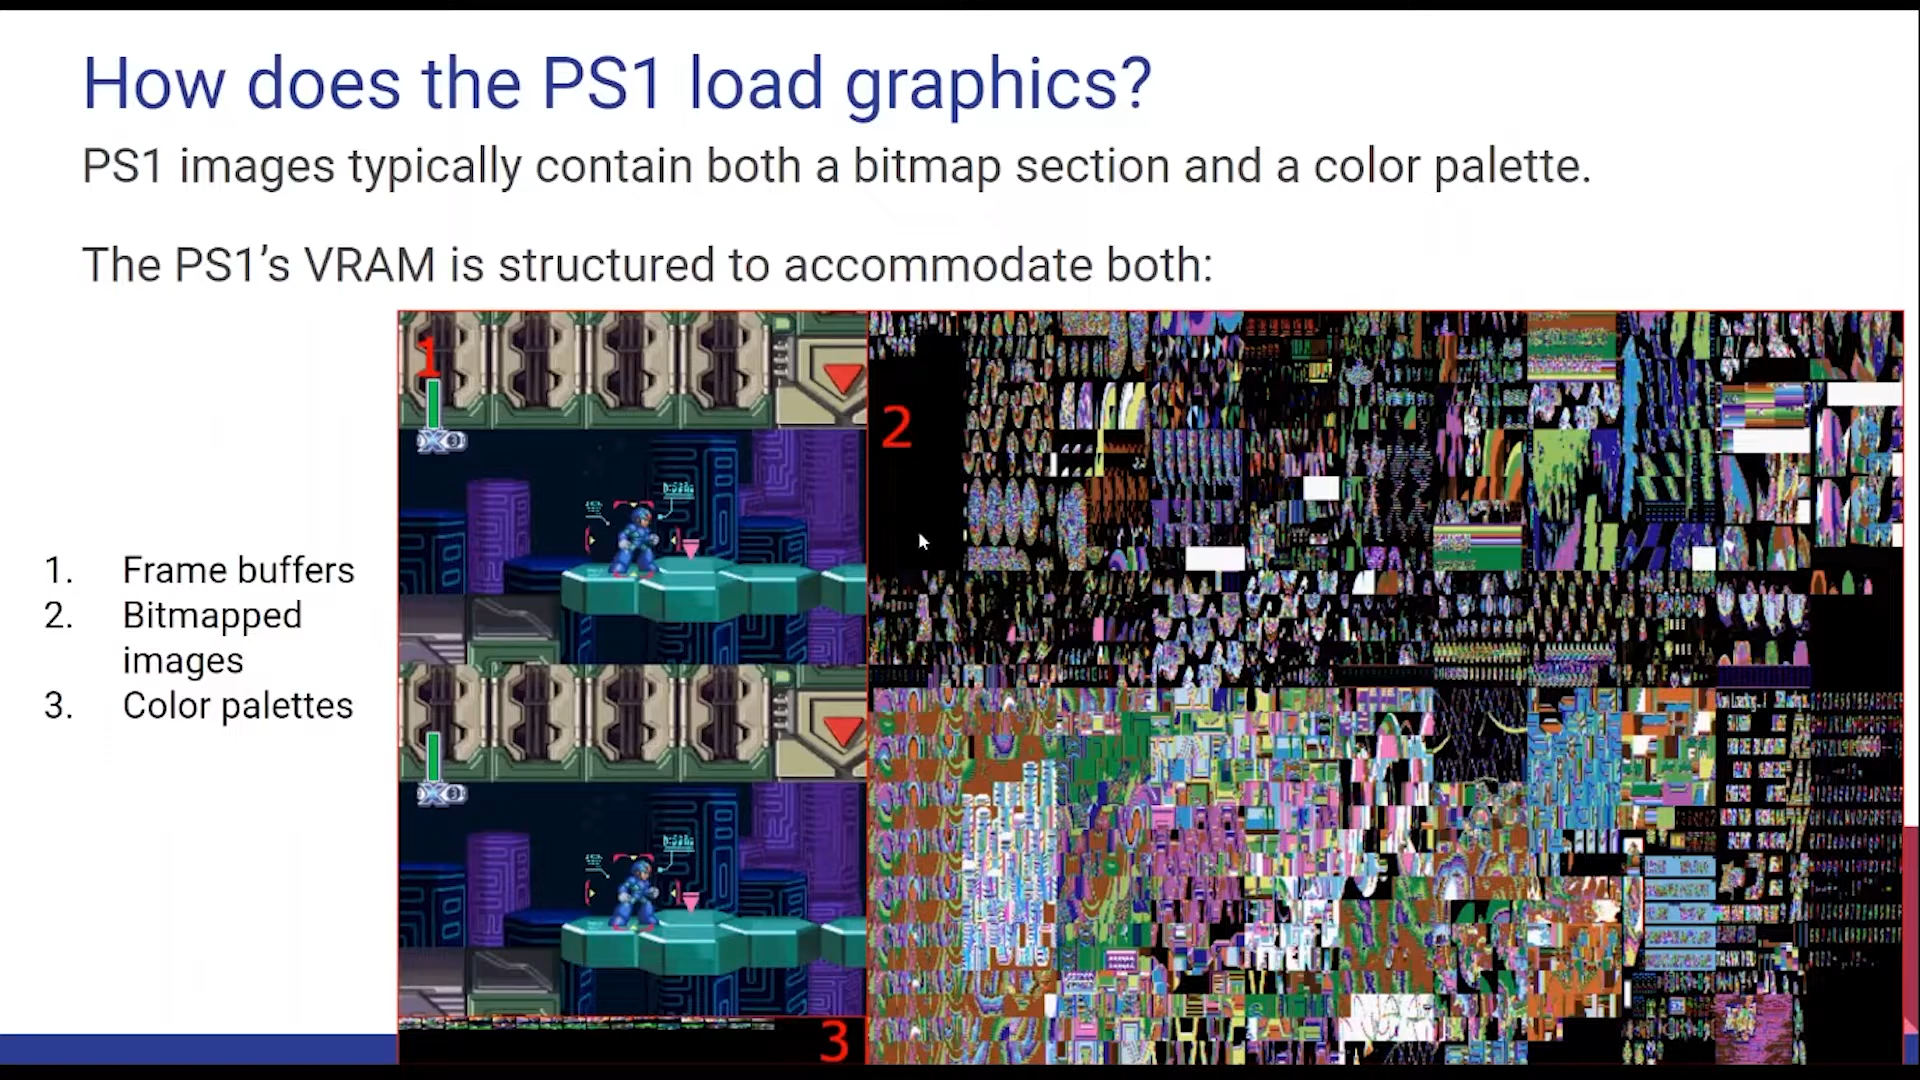 How does the PS1 load graphics?
PS1 images typically contain both a bitmap section and a color palette.
The PS1’s VRAM is structured to accommodate both:
1
2
1. Frame buffers
2. Bitmapped
images
3. Color palettes
3